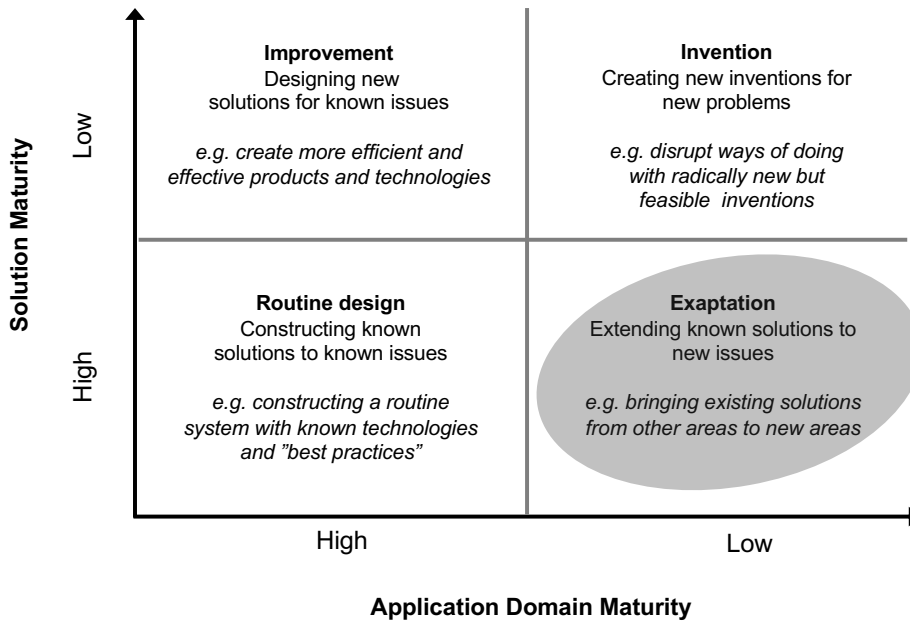 Improvement
Designing new
solutions for known issues
e.g. create more efficient and
effective products and technologies
Invention
Creating new inventions for
new problems
e.g. disrupt ways of doing
with radically new but
feasible inventions
Solution Maturity
Low
High
Routine design
Constructing known
solutions to known issues
e.g. constructing a routine
system with known technologies
and ”best practices”
Exaptation
Extending known solutions to
new issues
e.g. bringing existing solutions
from other areas to new areas
High
Low
Application Domain Maturity